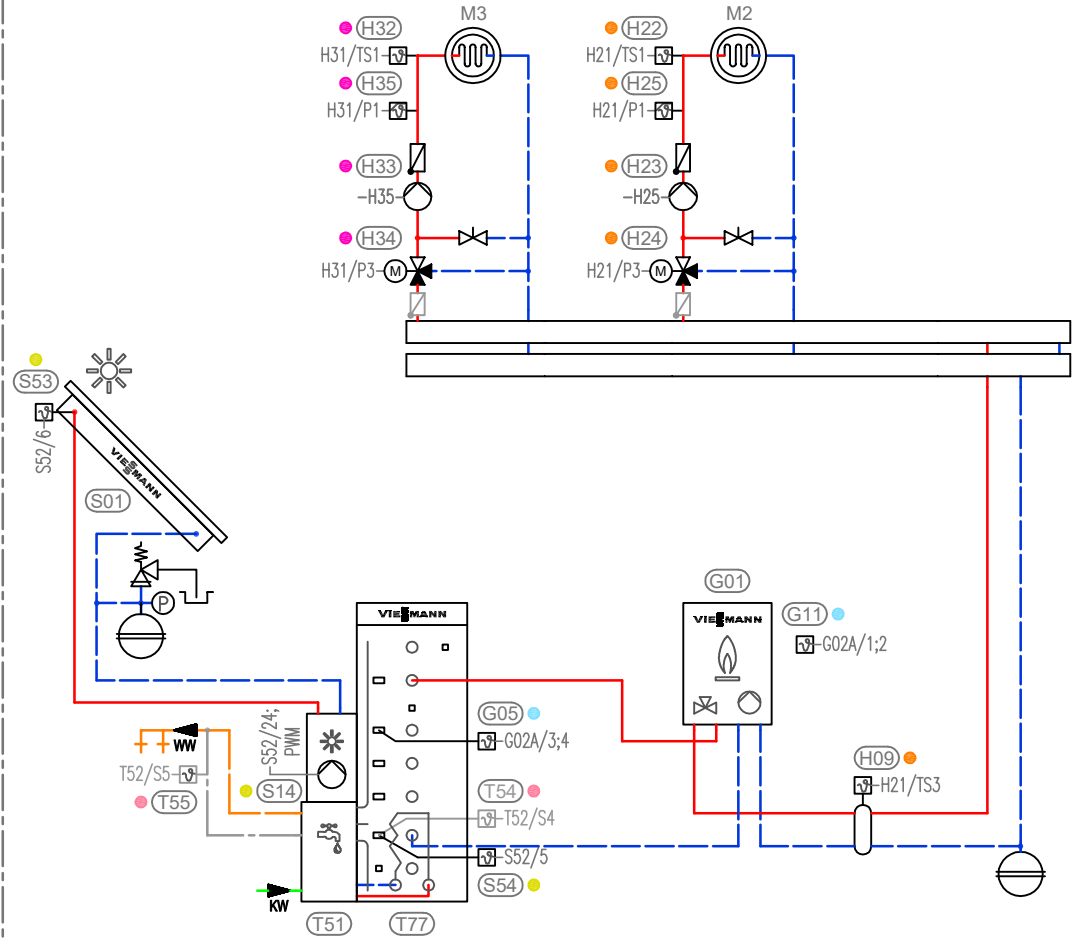 M3
M2
H32
H22
H31/TS1
H21/TS1
H35
H25
H31/P1
H21/P1
H33
H23
-H35
-H25
H34
H24
H31/P3
M
H21/P3
M
S53
S52/6
VIESSMANN
S01
P
G01
VIESSMANN
VIESSMANN
G11
G02A/1;2
S52/24;
PWM
G05
G02A/3;4
WW
T52/S5
T55
S14
T54
T52/S4
H09
H21/TS3
S52/5
S54
KW
T51
T77